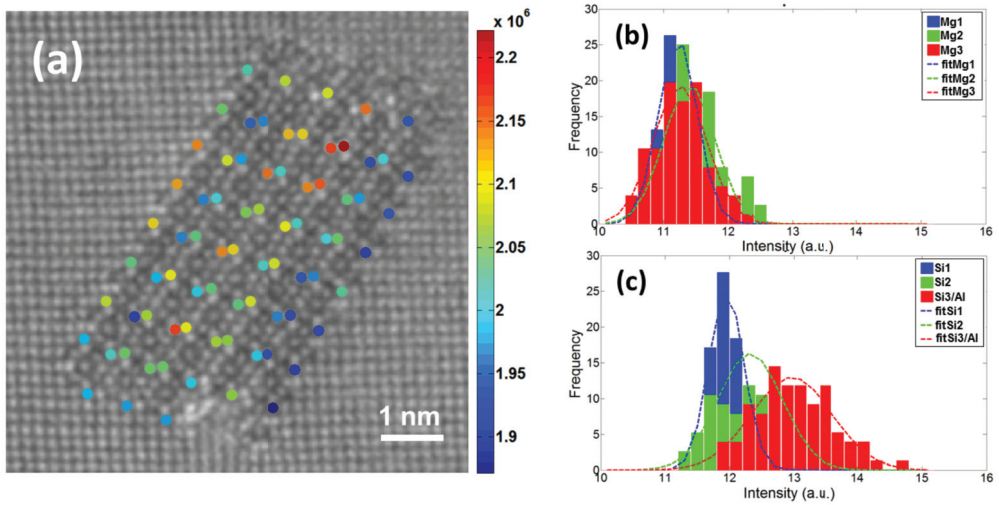 (a)
1 nm
2 × 10⁶
2.2
2.15
2.1
2.05
2
1.95
1.9
(b)
Frequency
30
25
20
15
10
5
0
10 11 12 13 14 15 16
Intensity (a.u.)
Mg1
Mg2
Mg3
fitMg1
fitMg2
fitMg3
(c)
Frequency
30
25
20
15
10
5
0
10 11 12 13 14 15 16
Intensity (a.u.)
Si1
Si2
Si3/Al
fitSi1
fitSi2
fitSi3/Al